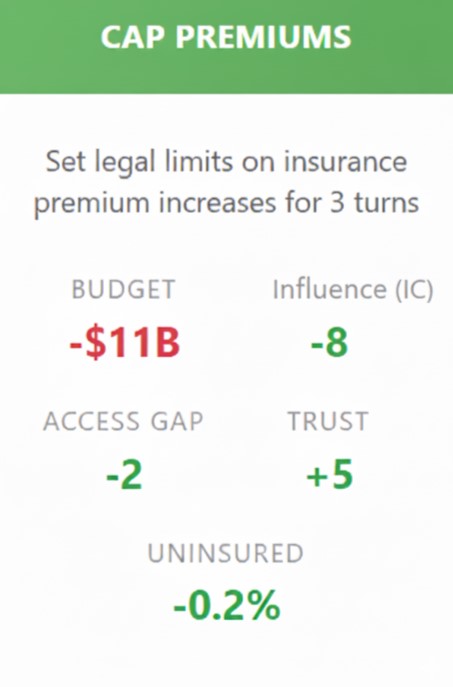 CAP PREMIUMS
Set legal limits on insurance
premium increases for 3 turns
BUDGET Influence (IC)
-$11B -8
ACCESS GAP TRUST
-2 +5
UNINSURED
-0.2%